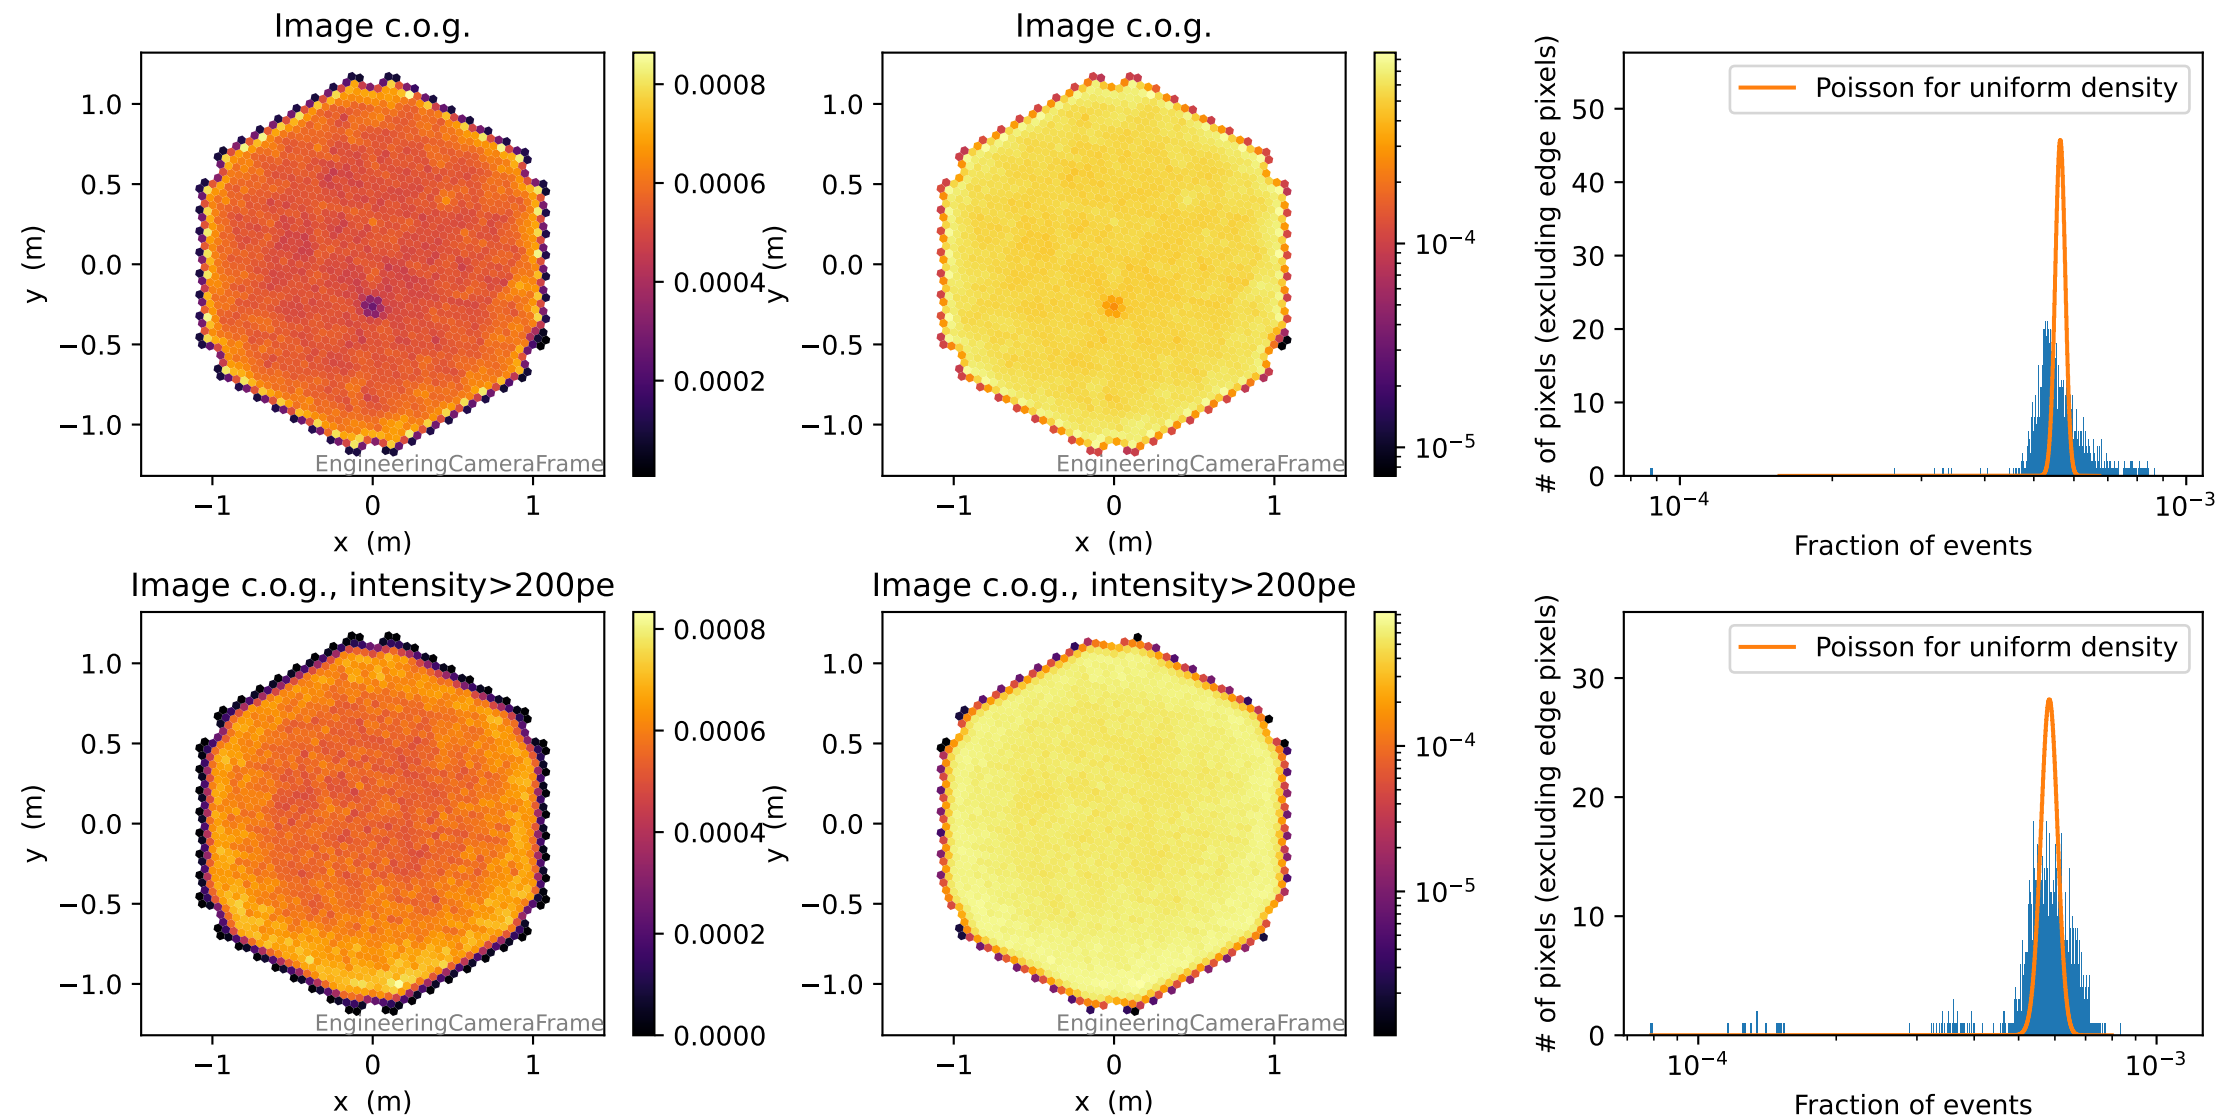 Image c.o.g.
1.0
0.5
0.0
−0.5
−1.0
y (m)
−1
0
1
x (m)
EngineeringCameraFrame
0.0008
0.0006
0.0004
0.0002
Image c.o.g.
1.0
0.5
0.0
−0.5
−1.0
y (m)
−1
0
1
x (m)
EngineeringCameraFrame
10⁻⁴
10⁻⁵
Poisson for uniform density
# of pixels (excluding edge pixels)
50
40
30
20
10
0
10⁻⁴
10⁻³
Fraction of events
Image c.o.g., intensity>200pe
1.0
0.5
0.0
−0.5
−1.0
y (m)
−1
0
1
x (m)
EngineeringCameraFrame
0.0008
0.0006
0.0004
0.0002
0.0000
Image c.o.g., intensity>200pe
1.0
0.5
0.0
−0.5
−1.0
y (m)
−1
0
1
x (m)
EngineeringCameraFrame
10⁻⁴
10⁻⁵
Poisson for uniform density
# of pixels (excluding edge pixels)
30
20
10
0
10⁻⁴
10⁻³
Fraction of events